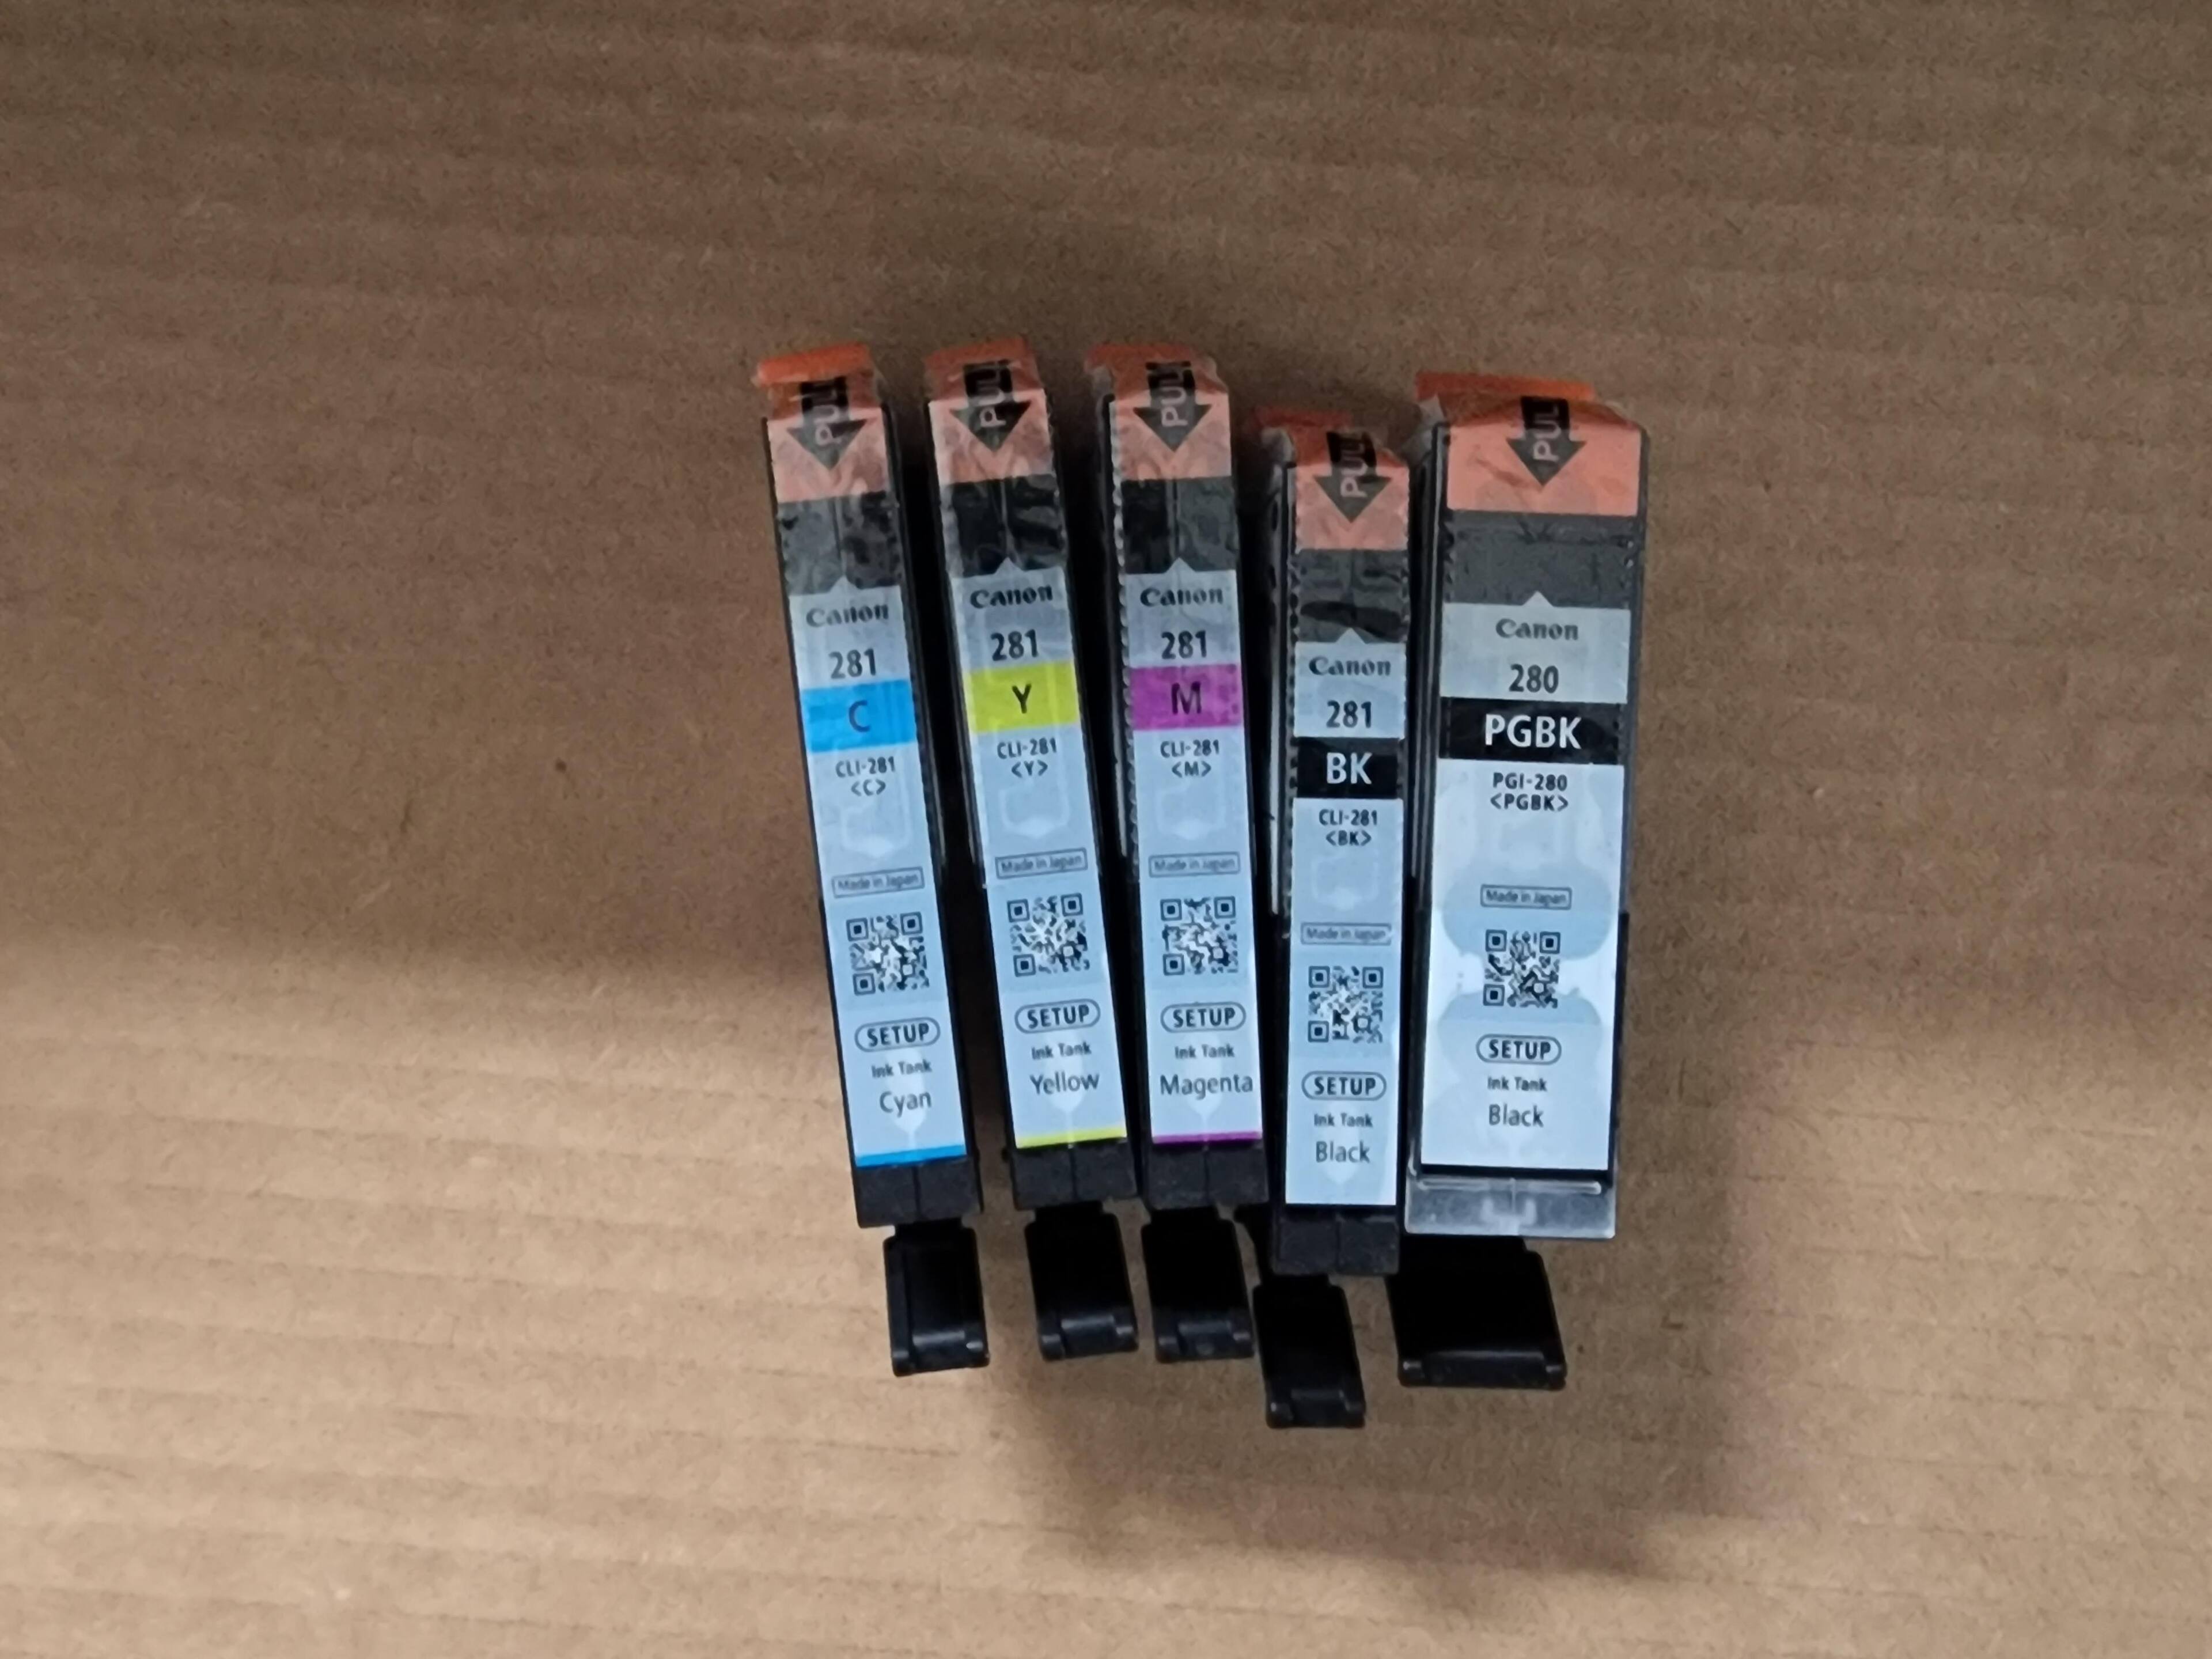 PULL
Canon
281
C
CLI-281
<C>
Made in Japan
SETUP
Ink Tank
Cyan
PULL
Canon
281
Y
CLI-281
<Y>
Made in Japan
SETUP
Ink Tank
Yellow
PULL
Canon
281
M
CLI-281
<M>
Made in Japan
SETUP
Ink Tank
Magenta
PULL
Canon
281
BK
CLI-281
<BK>
Made in Japan
SETUP
Ink Tank
Black
PULL
Canon
280
PGBK
PGI-280
<PGBK>
Made in Japan
SETUP
Ink Tank
Black